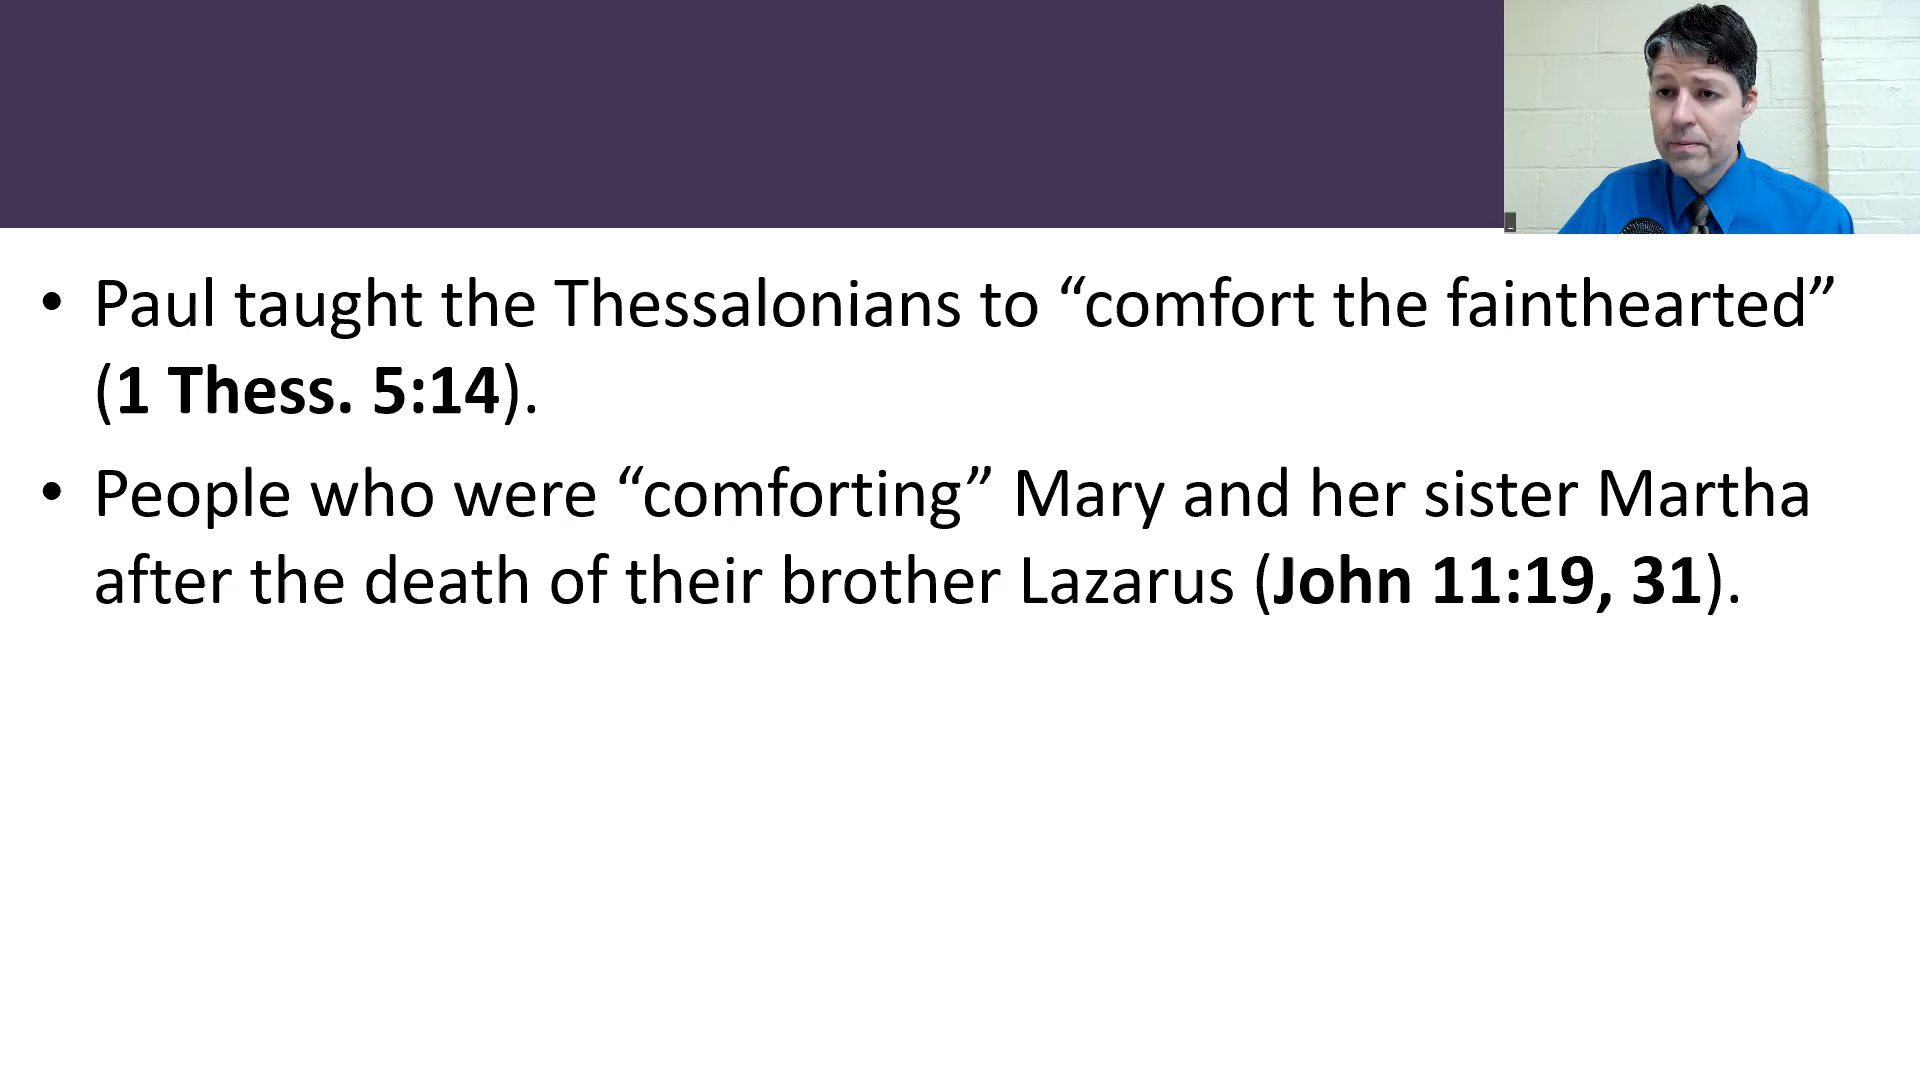 • Paul taught the Thessalonians to “comfort the fainthearted”
(1 Thess. 5:14).
• People who were “comforting” Mary and her sister Martha
after the death of their brother Lazarus (John 11:19, 31).